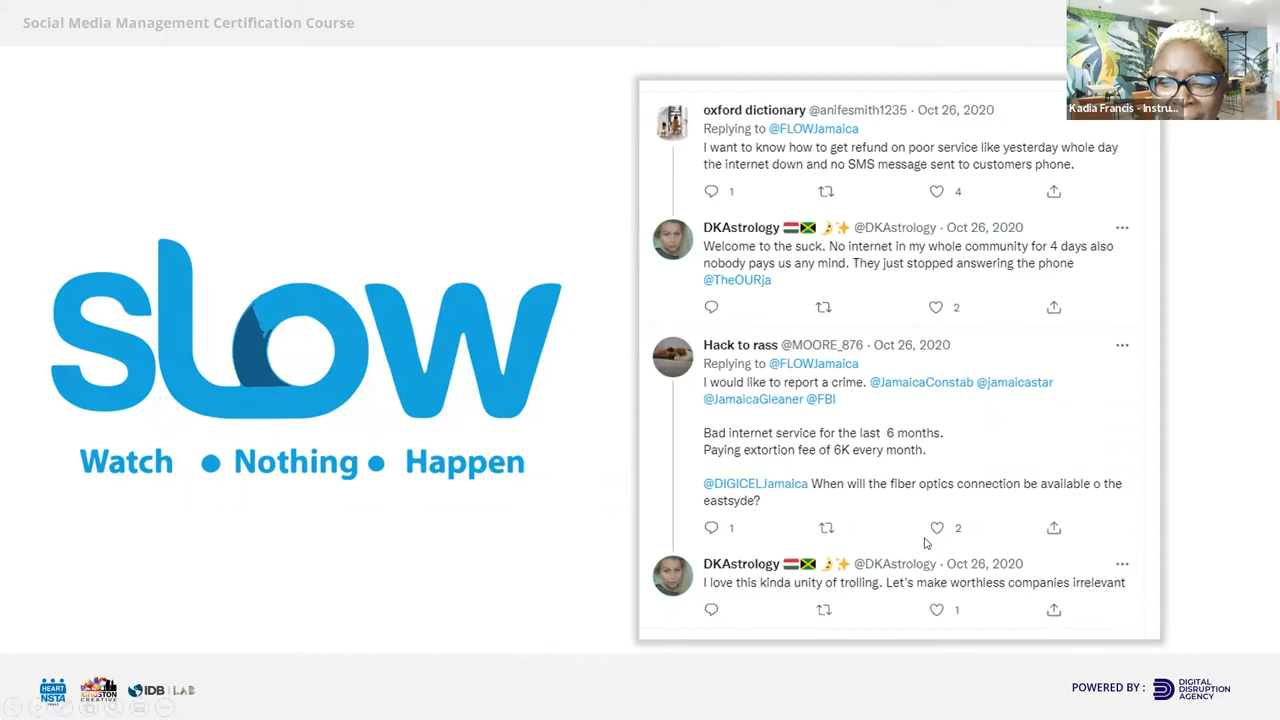 Social Media Management Certification Course
Kadia Francis - Instru...
sLow
Watch • Nothing • Happen
oxford dictionary @anifesmith1235 · Oct 26, 2020
Replying to @FLOWJamaica
I want to know how to get refund on poor service like yesterday whole day
the internet down and no SMS message sent to customers phone.
1 4
DKAstrology @DKAstrology · Oct 26, 2020
Welcome to the suck. No internet in my whole community for 4 days also
nobody pays us any mind. They just stopped answering the phone
@TheOURja
2
Hack to rass @MOORE_876 · Oct 26, 2020
Replying to @FLOWJamaica
I would like to report a crime. @JamaicaConstab @jamaicastar
@JamaicaGleaner @FBI
Bad internet service for the last 6 months.
Paying extortion fee of 6K every month.
@DIGICELJamaica When will the fiber optics connection be available o the
eastsyde?
1 2
DKAstrology @DKAstrology · Oct 26, 2020
I love this kinda unity of trolling. Let's make worthless companies irrelevant
1
HEART
NSTA
TRUST
KINGSTON
CREATIVE
IDB | LAB
POWERED BY :
DIGITAL
DISRUPTION
AGENCY